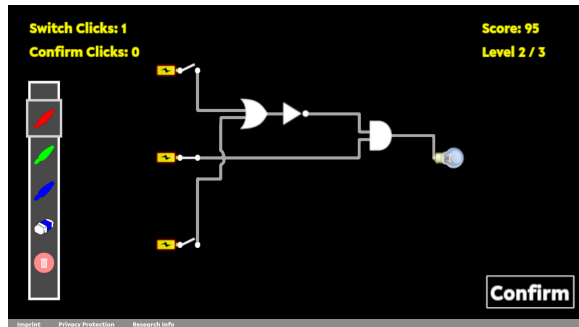 Switch Clicks: 1
Confirm Clicks: 0
Score: 95
Level 2 / 3
Confirm
Imprint Privacy Protection Research Info